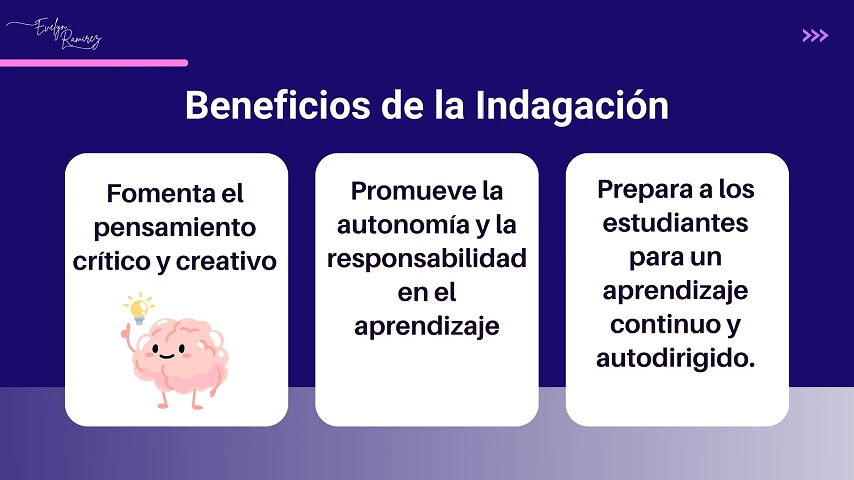 Evelyn
Ramirez
Beneficios de la Indagación
Fomenta el
pensamiento
crítico y creativo
Promueve la
autonomía y la
responsabilidad
en el
aprendizaje
Prepara a los
estudiantes
para un
aprendizaje
continuo y
autodirigido.